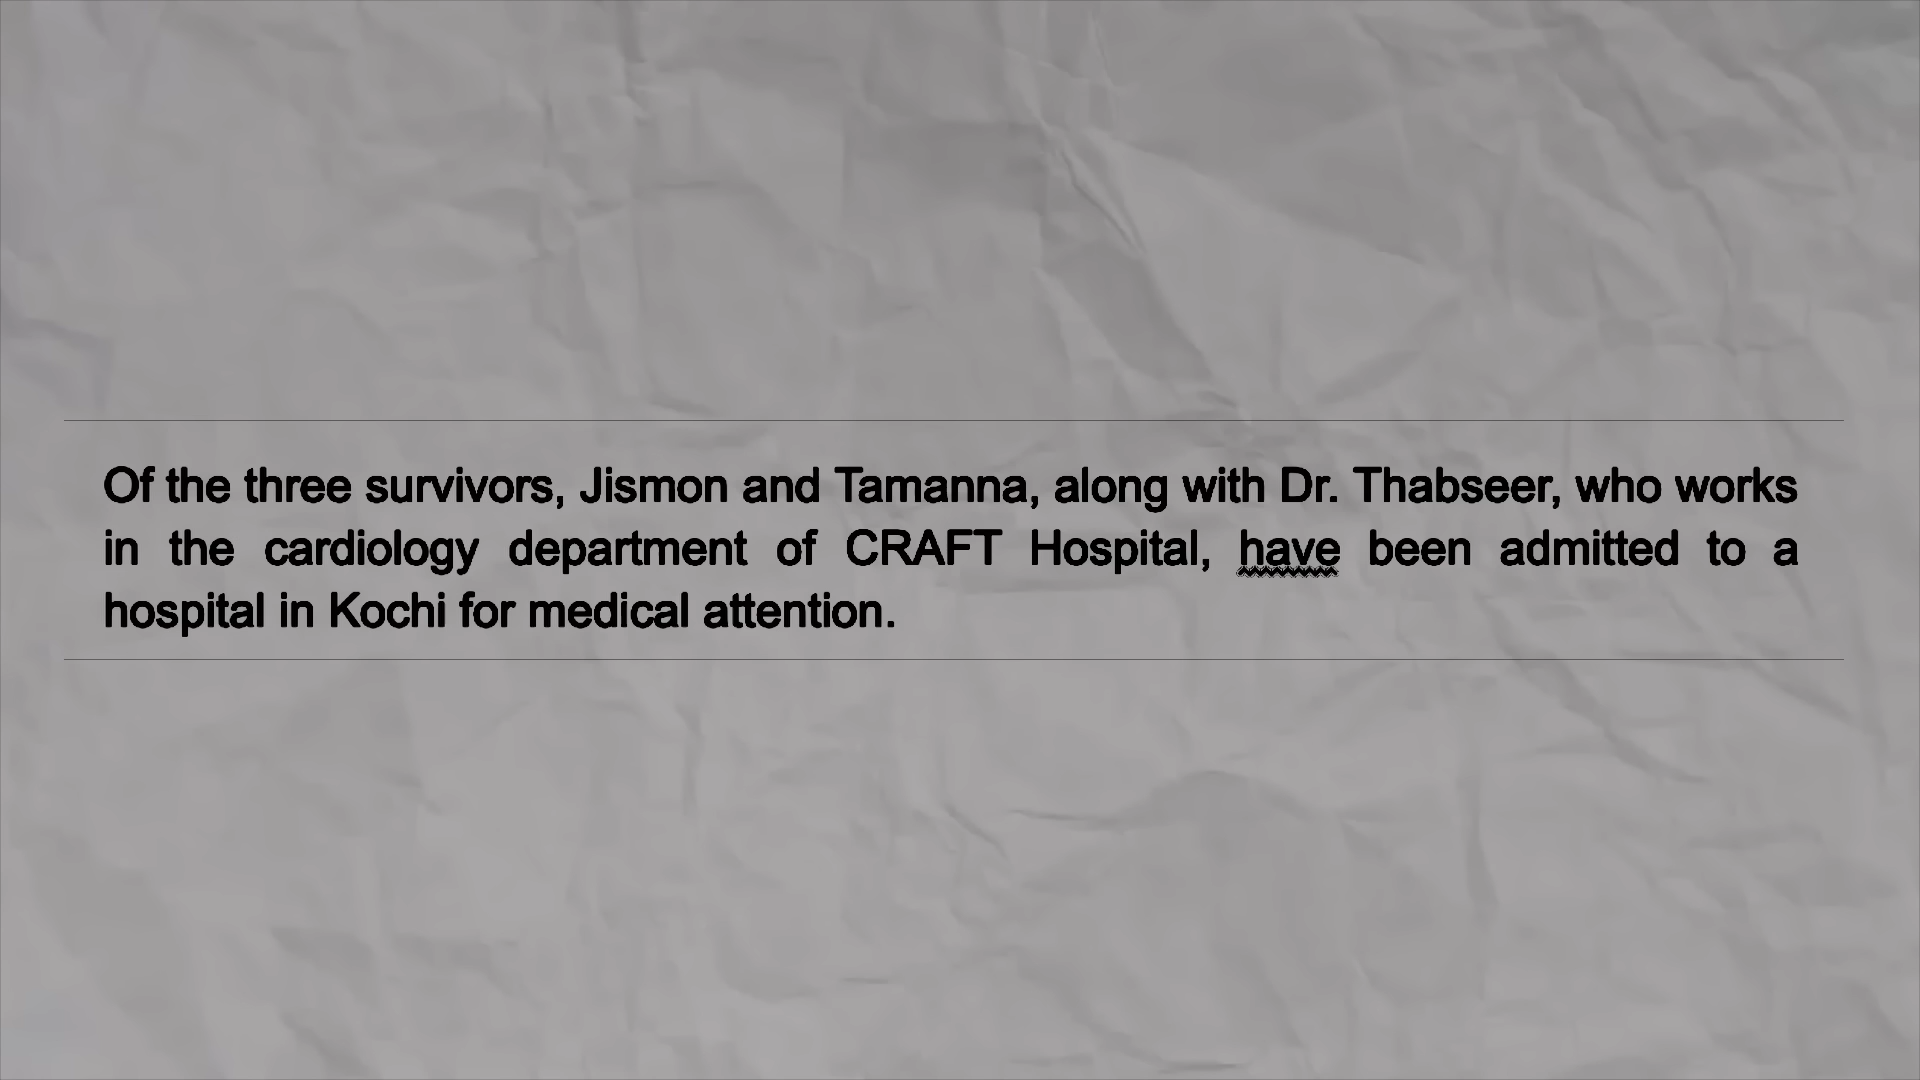 Of the three survivors, Jismon and Tamanna, along with Dr. Thabseer, who works
in the cardiology department of CRAFT Hospital, have been admitted to a
hospital in Kochi for medical attention.